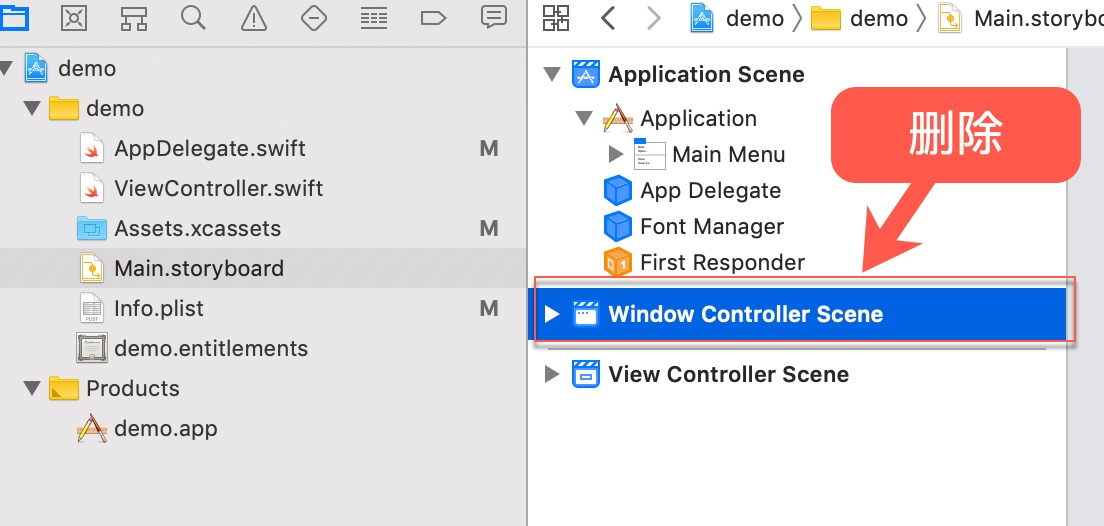 demo
demo
AppDelegate.swift M
ViewController.swift
Assets.xcassets M
Main.storyboard
Info.plist M
demo.entitlements
Products
demo.app
demo demo Main.storybo
Application Scene
Application
Main Menu
App Delegate
Font Manager
First Responder
Window Controller Scene
View Controller Scene
删除